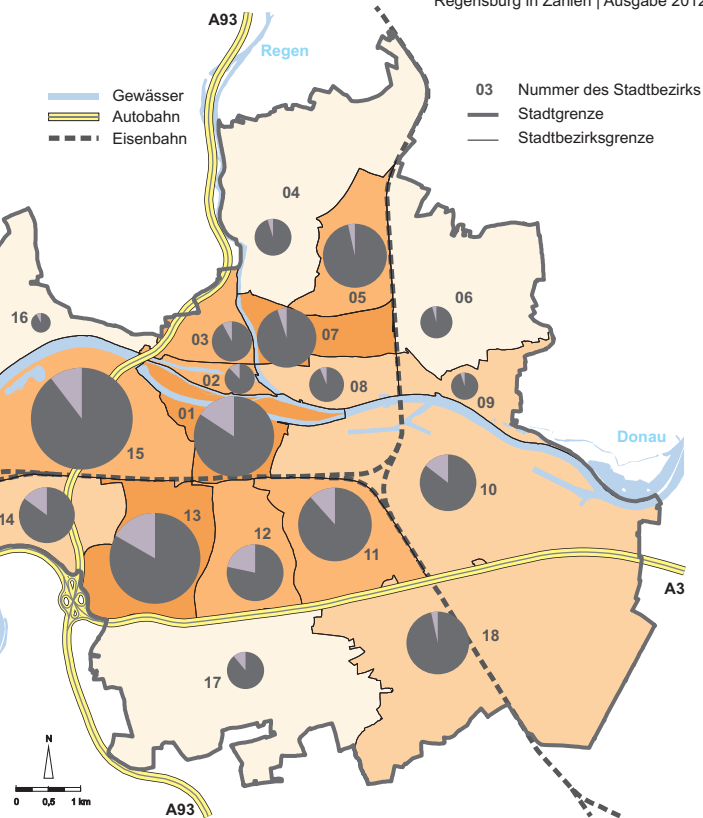 Regensburg in Zahlen | Ausgabe 2012
A93
Regen
Gewässer
Autobahn
Eisenbahn
03 Nummer des Stadtbezirks
Stadtgrenze
Stadtbezirksgrenze
04
05
06
16
03
07
02
08
09
01
15
Donau
10
14
13
12
11
A3
18
17
N
0 0,5 1 km
A93